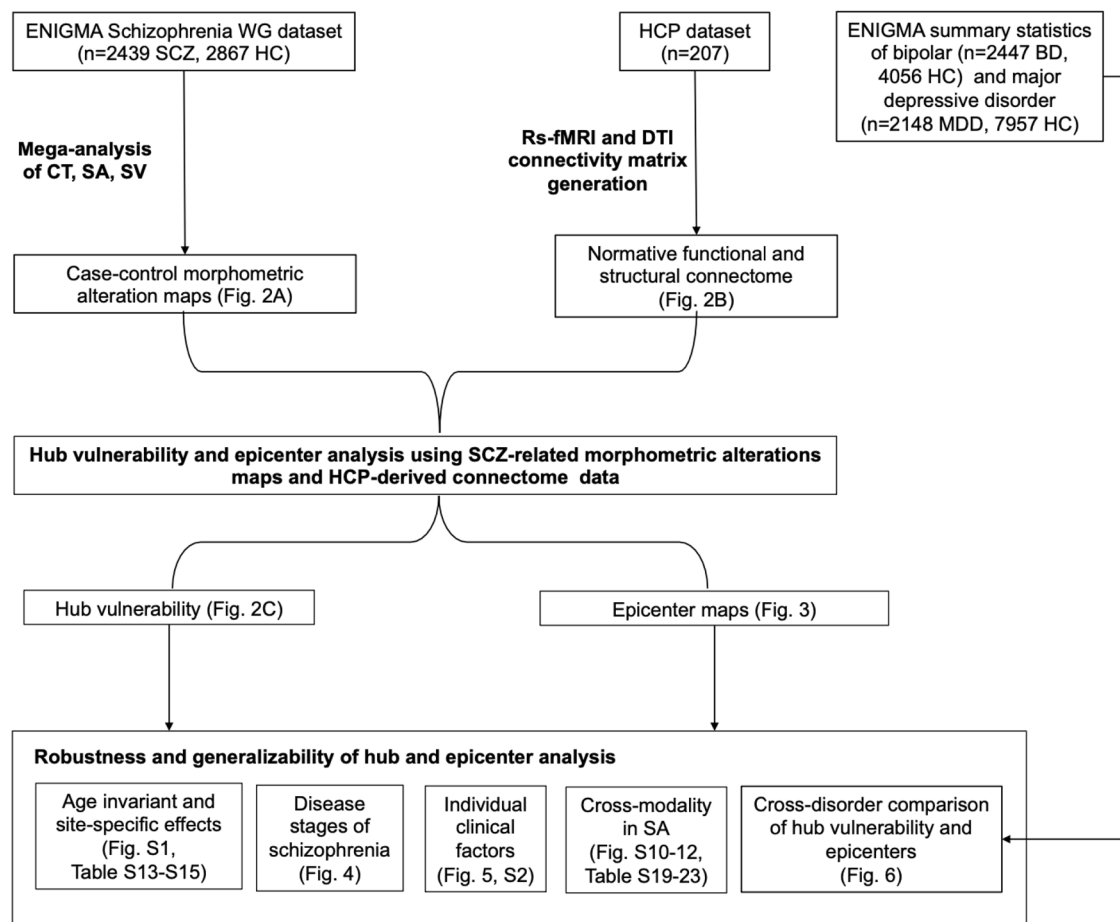 ENIGMA Schizophrenia WG dataset
(n=2439 SCZ, 2867 HC)
HCP dataset
(n=207)
ENIGMA summary statistics
of bipolar (n=2447 BD,
4056 HC) and major
depressive disorder
(n=2148 MDD, 7957 HC)
Mega-analysis
of CT, SA, SV
Rs-fMRI and DTI
connectivity matrix
generation
Case-control morphometric
alteration maps (Fig. 2A)
Normative functional and
structural connectome
(Fig. 2B)
Hub vulnerability and epicenter analysis using SCZ-related morphometric alterations
maps and HCP-derived connectome data
Hub vulnerability (Fig. 2C)
Epicenter maps (Fig. 3)
Robustness and generalizability of hub and epicenter analysis
Age invariant and
site-specific effects
(Fig. S1,
Table S13-S15)
Disease
stages of
schizophrenia
(Fig. 4)
Individual
clinical
factors
(Fig. 5, S2)
Cross-modality
in SA
(Fig. S10-12,
Table S19-23)
Cross-disorder comparison
of hub vulnerability and
epicenters
(Fig. 6)